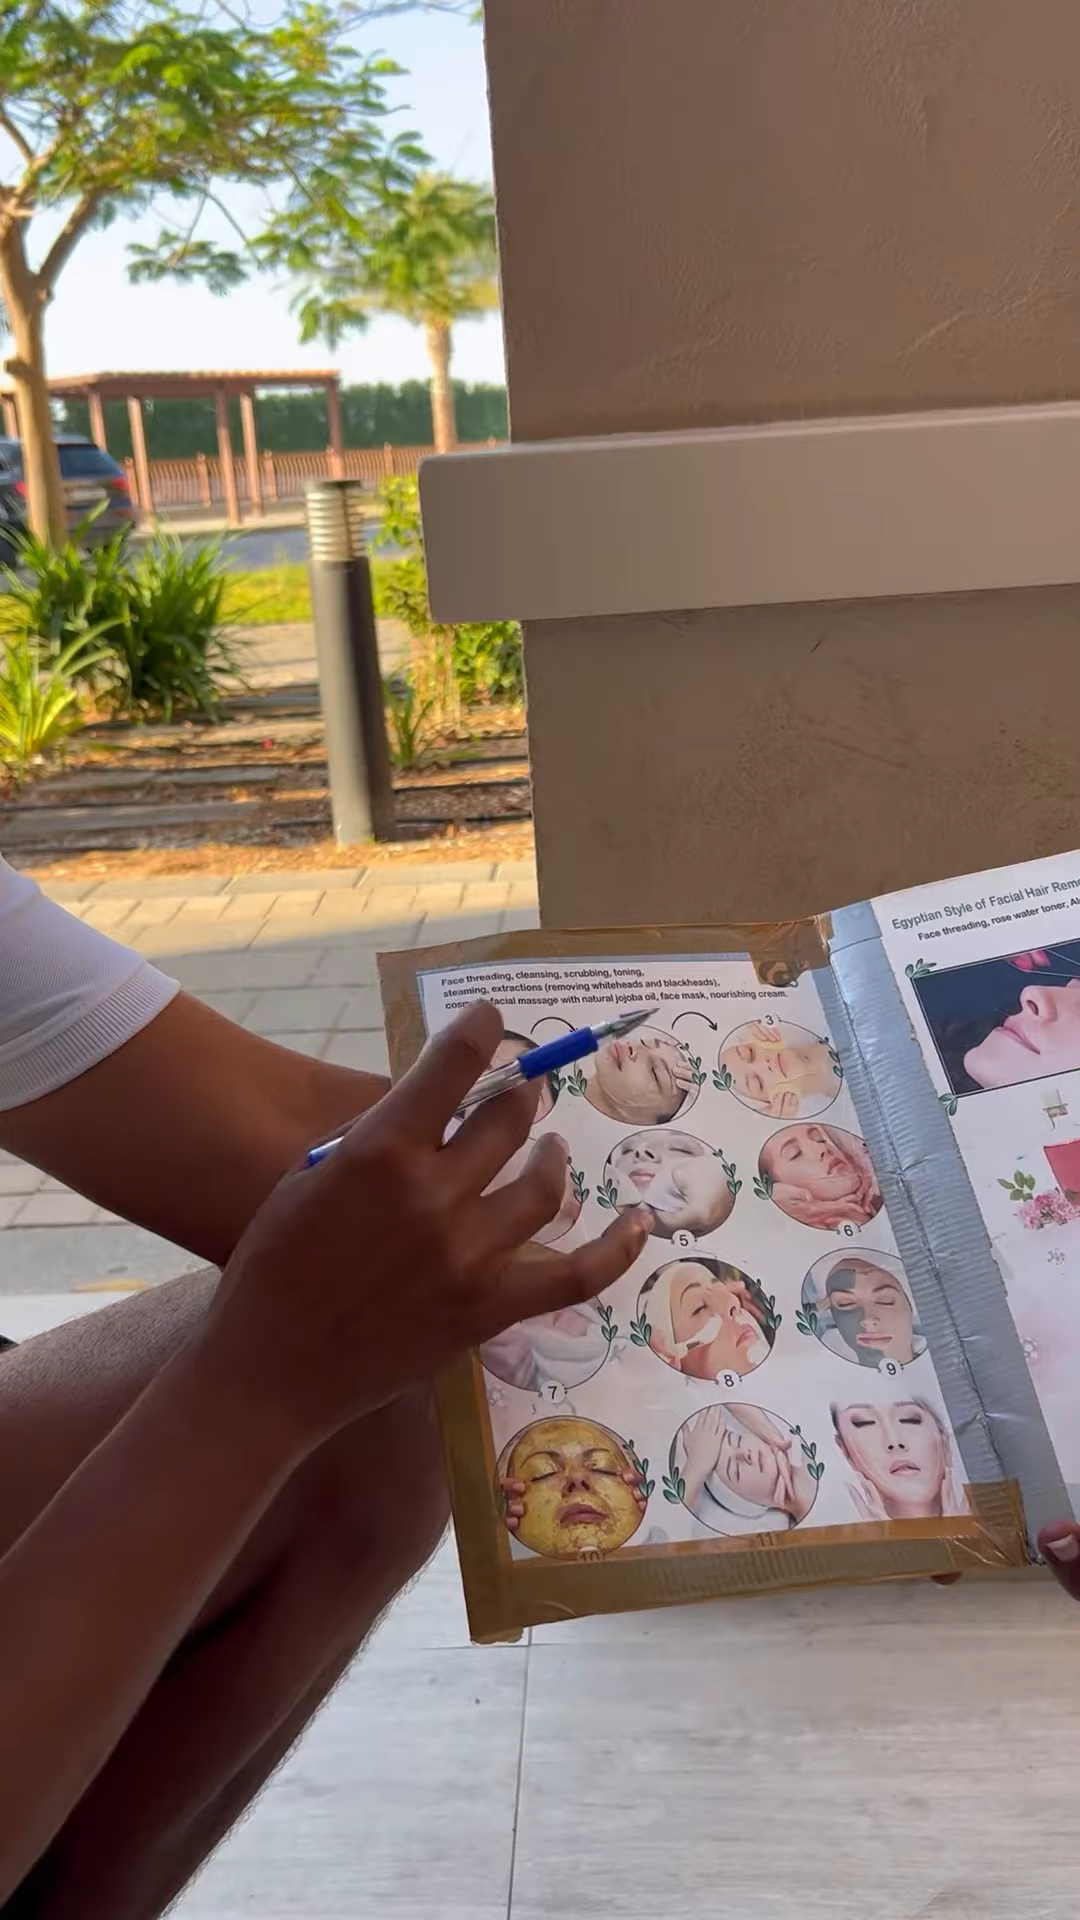 Face threading, cleansing, scrubbing, toning,
steaming, extractions (removing whiteheads and blackheads),
facial massage with natural jojoba oil, face mask, nourishing cream.
3
5
6
7
8
9
10
11
Egyptian Style of Facial Hair
Face threading, rose water toner,